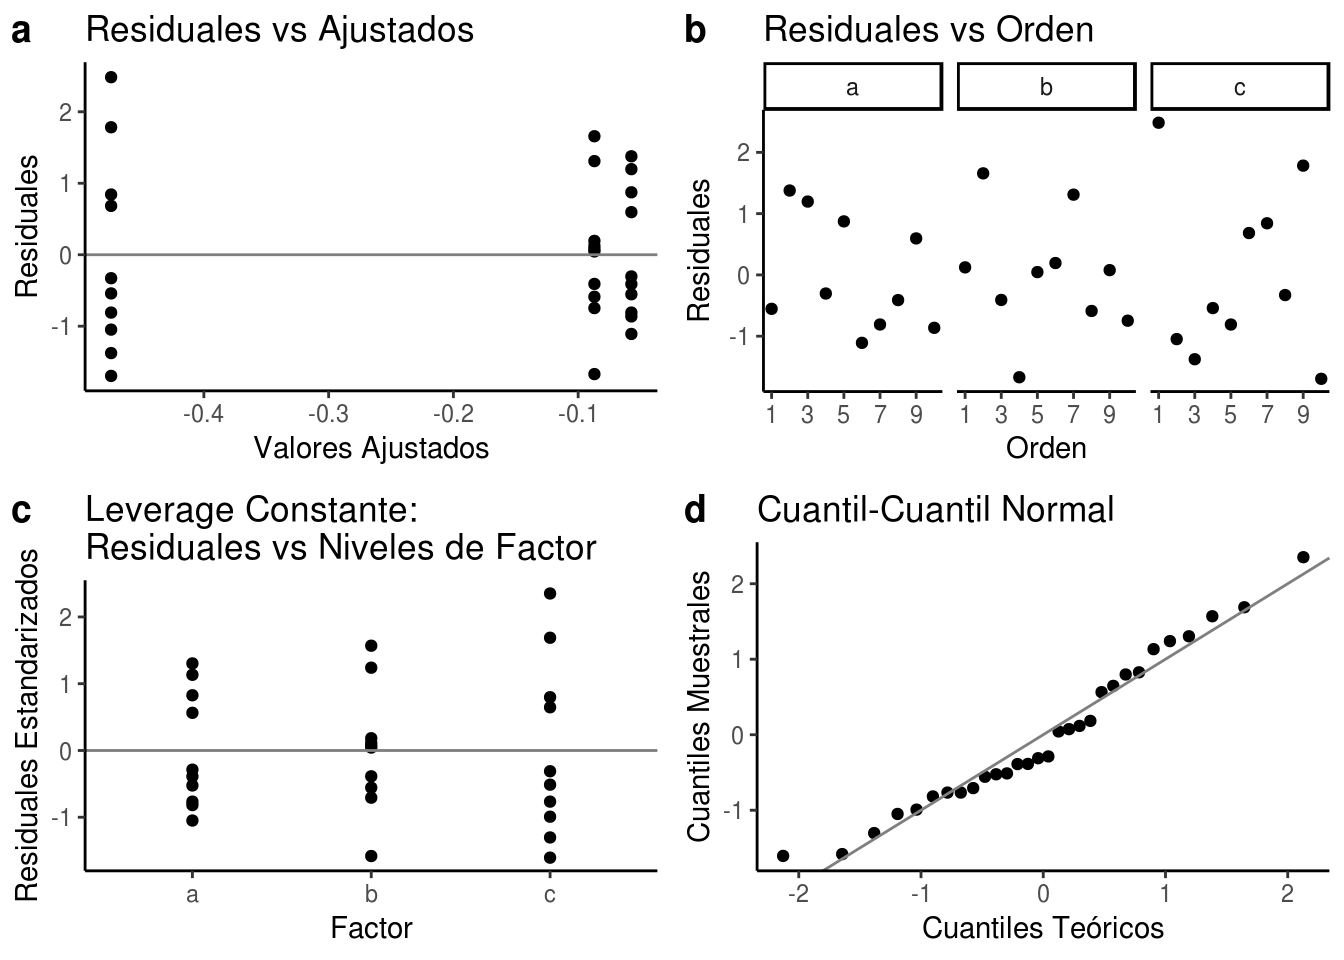 a Residuales vs Ajustados
Residuales
2
1
0
-1
-0.4 -0.3 -0.2 -0.1
Valores Ajustados
b Residuales vs Orden
a b c
Residuales
2
1
0
-1
1 3 5 7 9 1 3 5 7 9 1 3 5 7 9
Orden
c Leverage Constante:
Residuales vs Niveles de Factor
Residuales Estandarizados
2
1
0
-1
a b c
Factor
d Cuantil-Cuantil Normal
Cuantiles Muestrales
2
1
0
-1
-2 -1 0 1 2
Cuantiles Teóricos